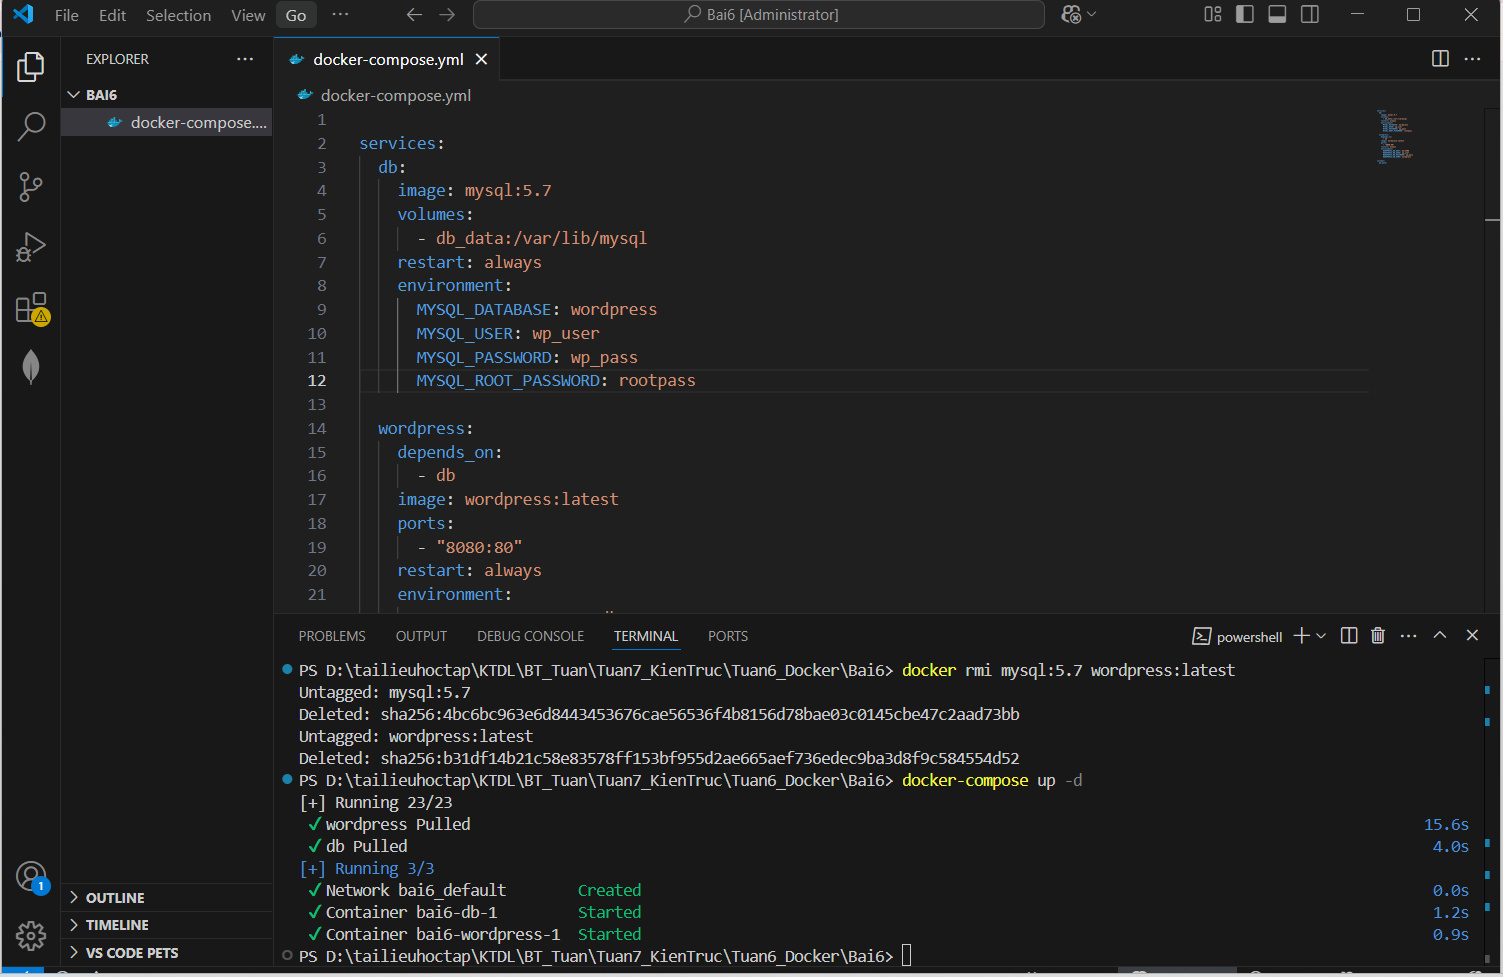 File Edit Selection View Go ··· Bai6 [Administrator]
EXPLORER ···
BAI6
docker-compose....
OUTLINE
TIMELINE
VS CODE PETS
1
docker-compose.yml
docker-compose.yml
1
2 services:
3 db:
4 image: mysql:5.7
5 volumes:
6 - db_data:/var/lib/mysql
7 restart: always
8 environment:
9 MYSQL_DATABASE: wordpress
10 MYSQL_USER: wp_user
11 MYSQL_PASSWORD: wp_pass
12 MYSQL_ROOT_PASSWORD: rootpass
13
14 wordpress:
15 depends_on:
16 - db
17 image: wordpress:latest
18 ports:
19 - "8080:80"
20 restart: always
21 environment:
PROBLEMS OUTPUT DEBUG CONSOLE TERMINAL PORTS powershell
PS D:\tailieuhoctap\KTDL\BT_Tuan\Tuan7_KienTruc\Tuan6_Docker\Bai6> docker rmi mysql:5.7 wordpress:latest
Untagged: mysql:5.7
Deleted: sha256:4bc6bc963e6d8443453676cae56536f4b8156d78bae03c0145cbe47c2aad73bb
Untagged: wordpress:latest
Deleted: sha256:b31df14b21c58e83578ff153bf955d2ae665aef736edec9ba3d8f9c584554d52
PS D:\tailieuhoctap\KTDL\BT_Tuan\Tuan7_KienTruc\Tuan6_Docker\Bai6> docker-compose up -d
[+] Running 23/23
✓ wordpress Pulled 15.6s
✓ db Pulled 4.0s
[+] Running 3/3
✓ Network bai6_default Created 0.0s
✓ Container bai6-db-1 Started 1.2s
✓ Container bai6-wordpress-1 Started 0.9s
PS D:\tailieuhoctap\KTDL\BT_Tuan\Tuan7_KienTruc\Tuan6_Docker\Bai6>